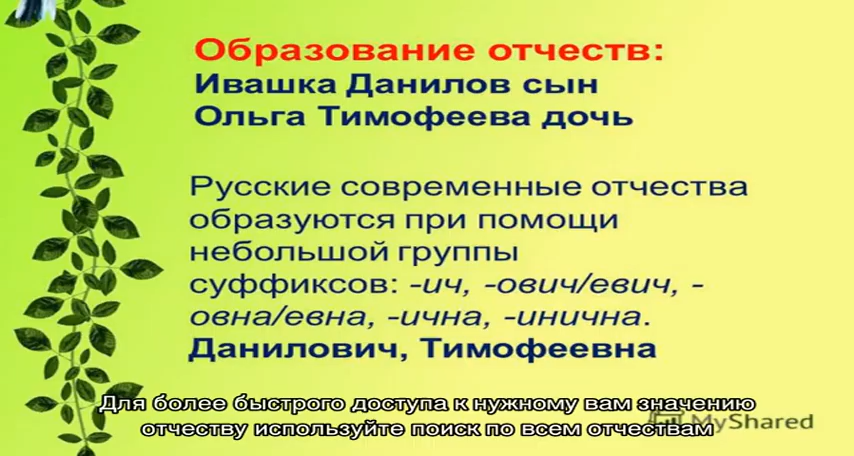 Образование отчеств:
Ивашка Данилов сын
Ольга Тимофеева дочь
Русские современные отчества
образуются при помощи
небольшой группы
суффиксов: -ич, -ович/евич, -
овна/евна, -ична, -инична.
Данилович, Тимофеевна
Для более быстрого доступа к нужному вам значению
отчеству используйте поиск по всем отчествам
MyShared